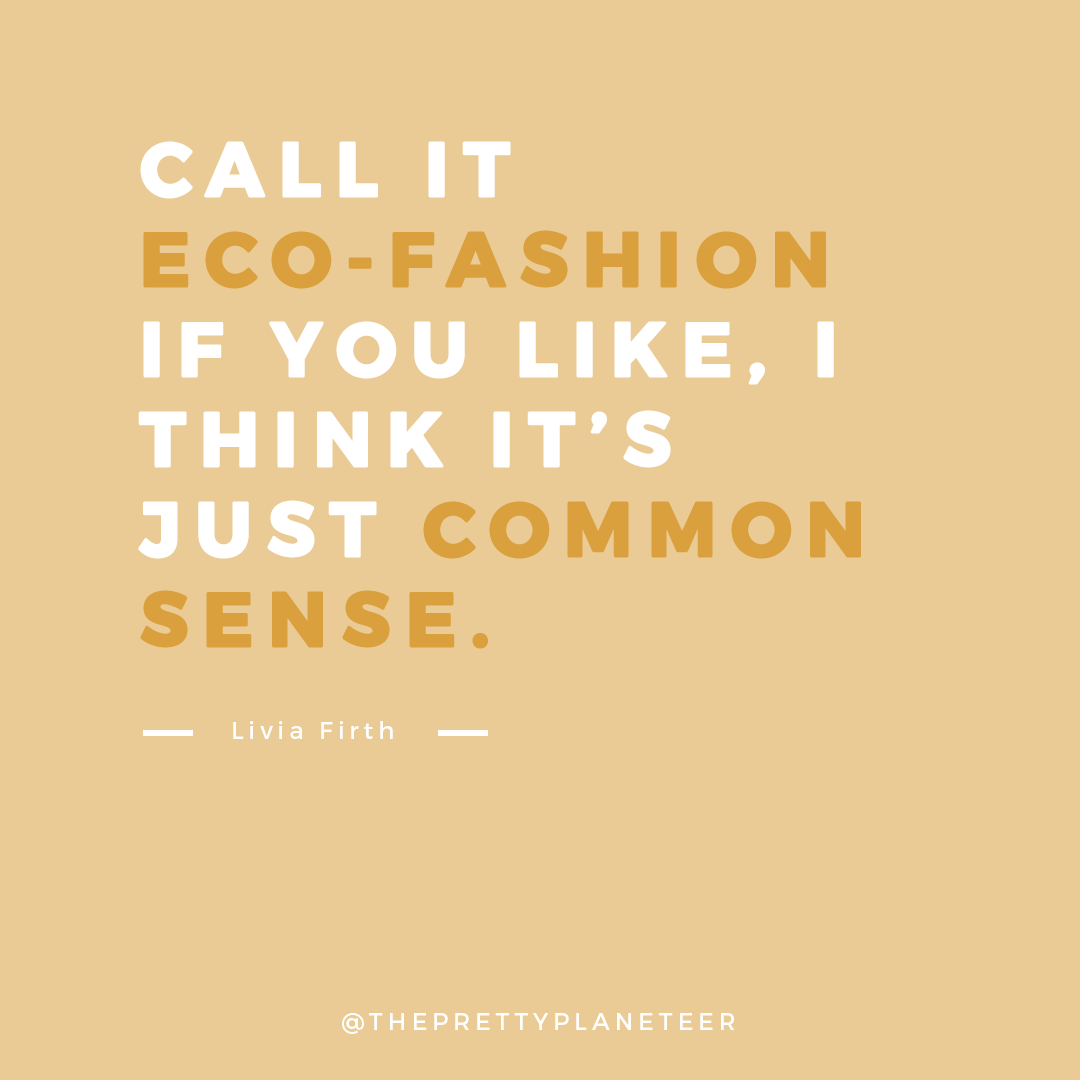 CALL IT
ECO-FASHION
IF YOU LIKE, I
THINK IT’S
JUST COMMON
SENSE.
Livia Firth
@THEPRETTYPLANETEER